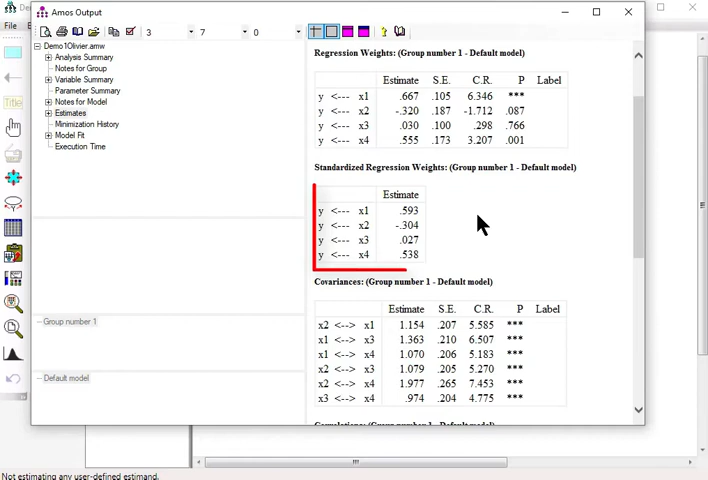 Amos Output
File
Title
3 7 0
Demo1Olivier.amw
Analysis Summary
Notes for Group
Variable Summary
Parameter Summary
Notes for Model
Estimates
Minimization History
Model Fit
Execution Time
Group number 1
Default model
Regression Weights: (Group number 1 - Default model)
Estimate S.E. C.R. P Label
y <--- x1 .667 .105 6.346 ***
y <--- x2 -.320 .187 -1.712 .087
y <--- x3 .030 .100 .298 .766
y <--- x4 .555 .173 3.207 .001
Standardized Regression Weights: (Group number 1 - Default model)
Estimate
y <--- x1 .593
y <--- x2 -.304
y <--- x3 .027
y <--- x4 .538
Covariances: (Group number 1 - Default model)
Estimate S.E. C.R. P Label
x2 <--> x1 1.154 .207 5.585 ***
x1 <--> x3 1.363 .210 6.507 ***
x1 <--> x4 1.070 .206 5.183 ***
x2 <--> x3 1.079 .205 5.270 ***
x2 <--> x4 1.977 .265 7.453 ***
x3 <--> x4 .974 .204 4.775 ***
Not estimating any user-defined estimand.